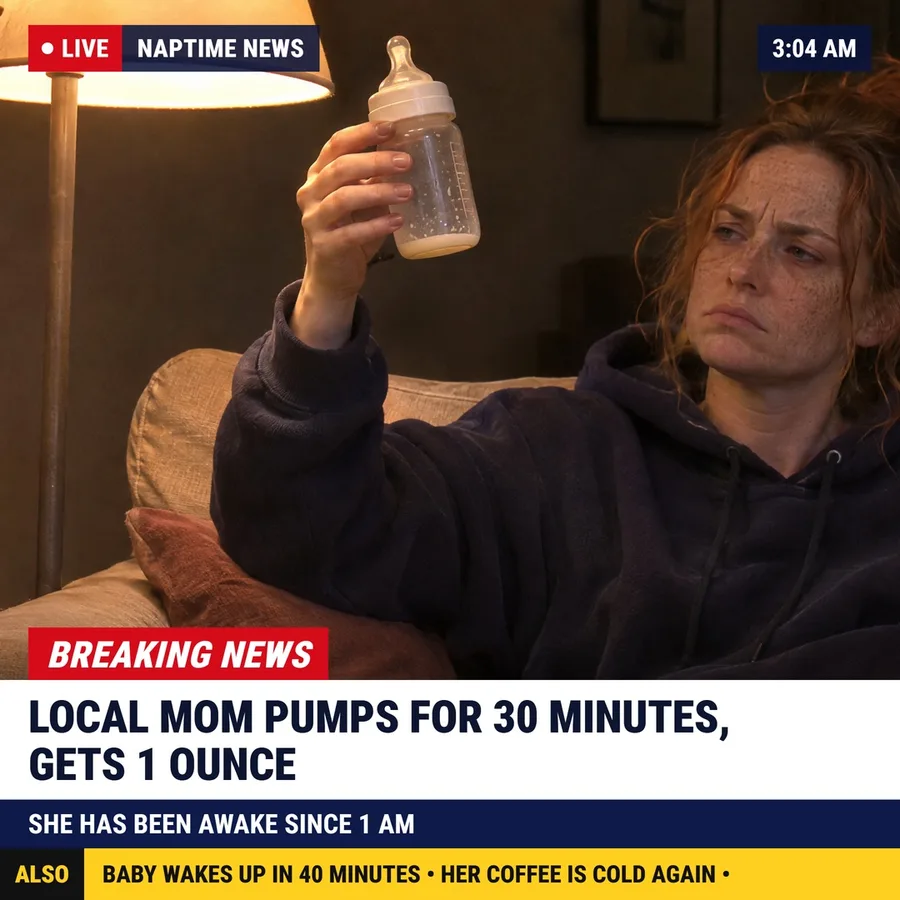 LIVE NAPTIME NEWS
3:04 AM
BREAKING NEWS
LOCAL MOM PUMPS FOR 30 MINUTES,
GETS 1 OUNCE
SHE HAS BEEN AWAKE SINCE 1 AM
ALSO BABY WAKES UP IN 40 MINUTES • HER COFFEE IS COLD AGAIN •